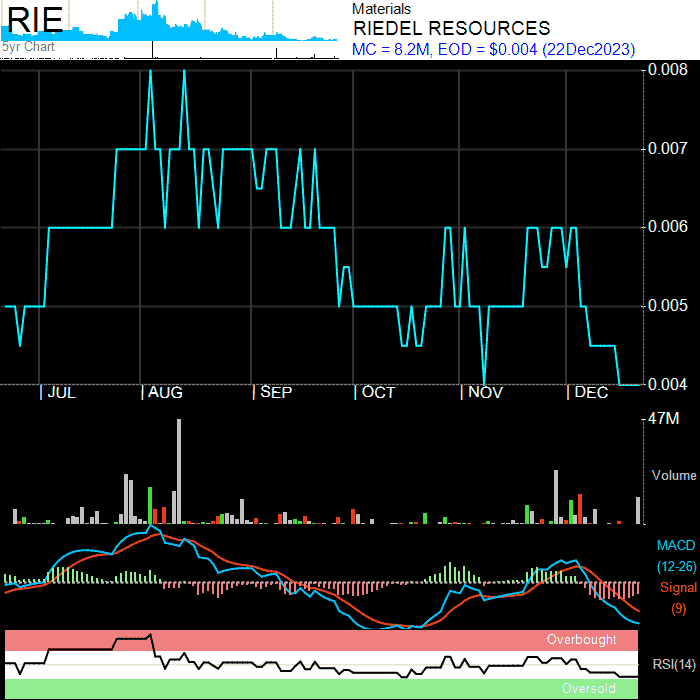 RIE
5yr Chart
Materials
RIEDEL RESOURCES
MC = 8.2M, EOD = $0.004 (22Dec2023)
0.008
0.007
0.006
0.005
0.004
JUL AUG SEP OCT NOV DEC
47M
Volume
MACD
(12-26)
Signal
(9)
Overbought
RSI(14)
Oversold